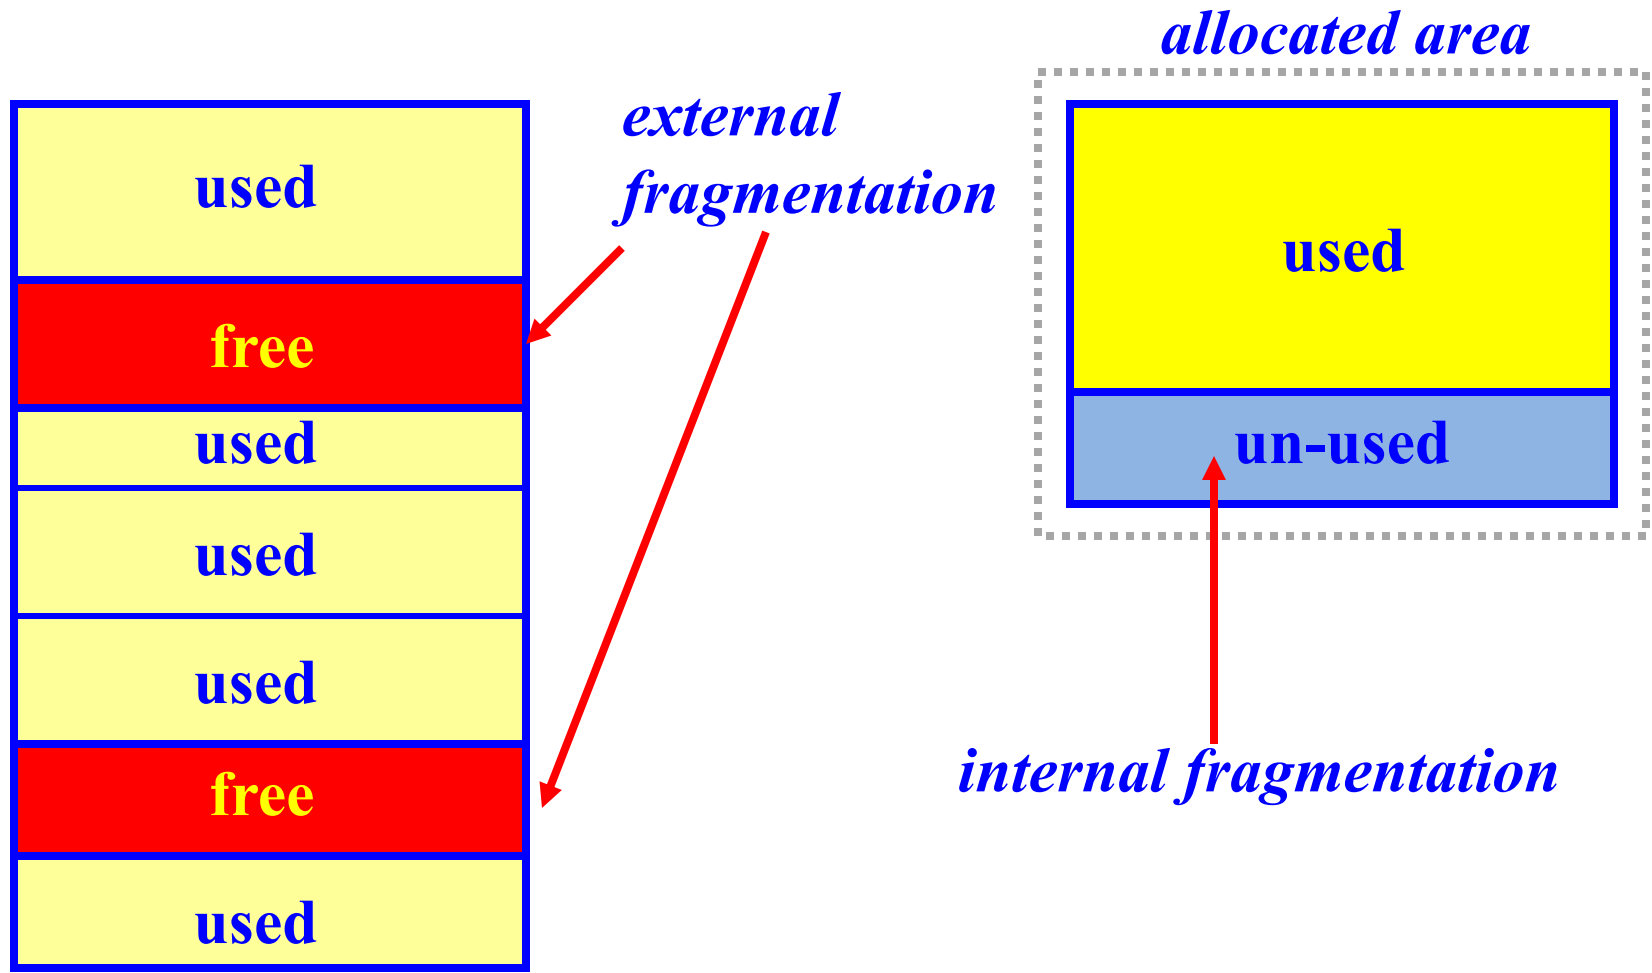 allocated area
external
fragmentation
used
free
used
used
used
free
used
used
un-used
internal fragmentation